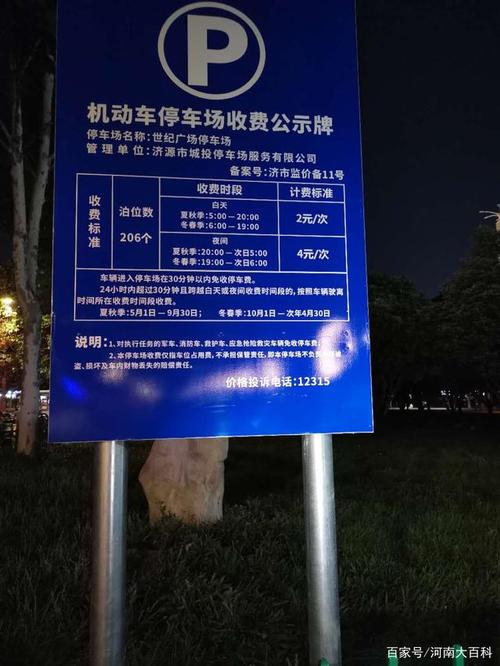 P
机动车停车场收费公示牌
停车场名称:世纪广场停车场
管理单位:济源市城投停车场服务有限公司
备案号:济市监价备11号
收费标准
泊位数
206个
收费时段
计费标准
白天
夏秋季:5:00—20:00
冬春季:6:00—19:00
2元/次
夜间
夏秋季:20:00—次日5:00
冬春季:19:00—次日6:00
4元/次
车辆进入停车场在30分钟以内免收停车费。
24小时内超过30分钟且跨越白天或夜间收费时间段的,按照车辆驶离
时间所在收费时间段收费。
夏秋季:5月1日—9月30日; 冬春季:10月1日—次年4月30日
说明:1、对执行任务的军车、消防车、救护车、应急抢险救灾车辆免收停车费;
2、本停车场收费仅指车位占用费,不承担保管责任,即本停车场不负责
盗、损坏及车内财物丢失的赔偿责任。
价格投诉电话:12315
百家号/河南大百科